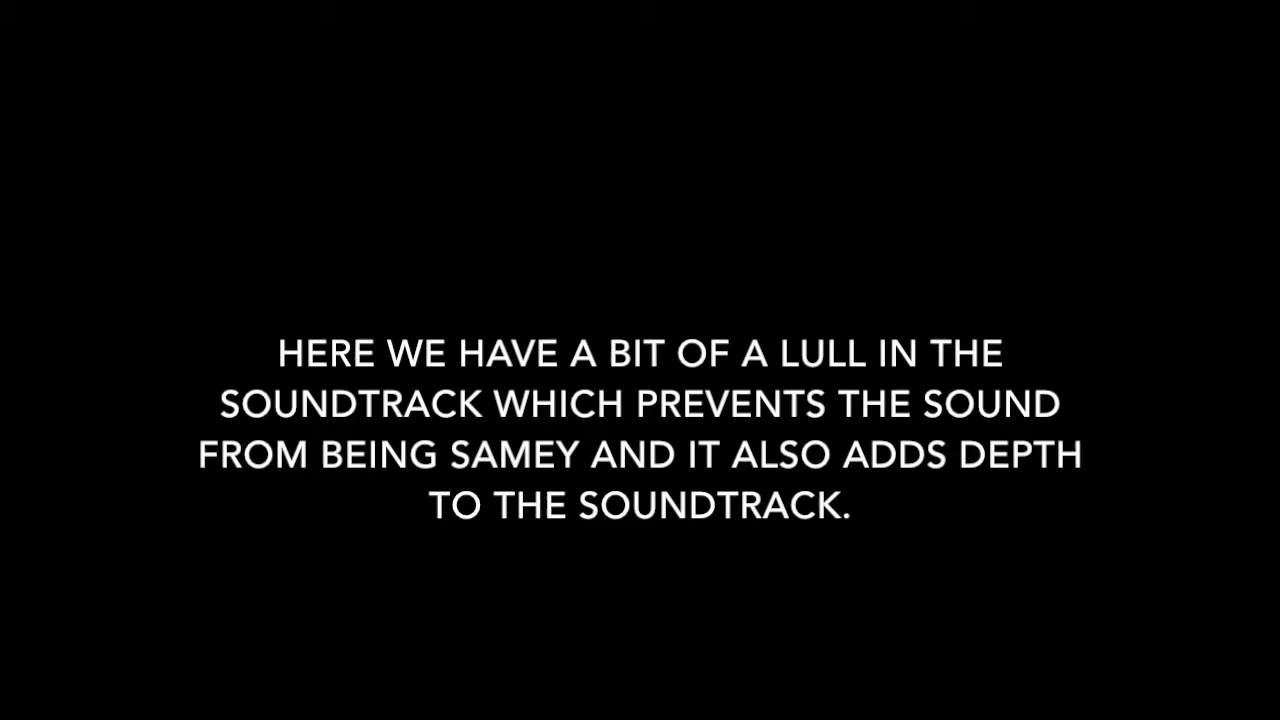 HERE WE HAVE A BIT OF A LULL IN THE
SOUNDTRACK WHICH PREVENTS THE SOUND
FROM BEING SAMEY AND IT ALSO ADDS DEPTH
TO THE SOUNDTRACK.